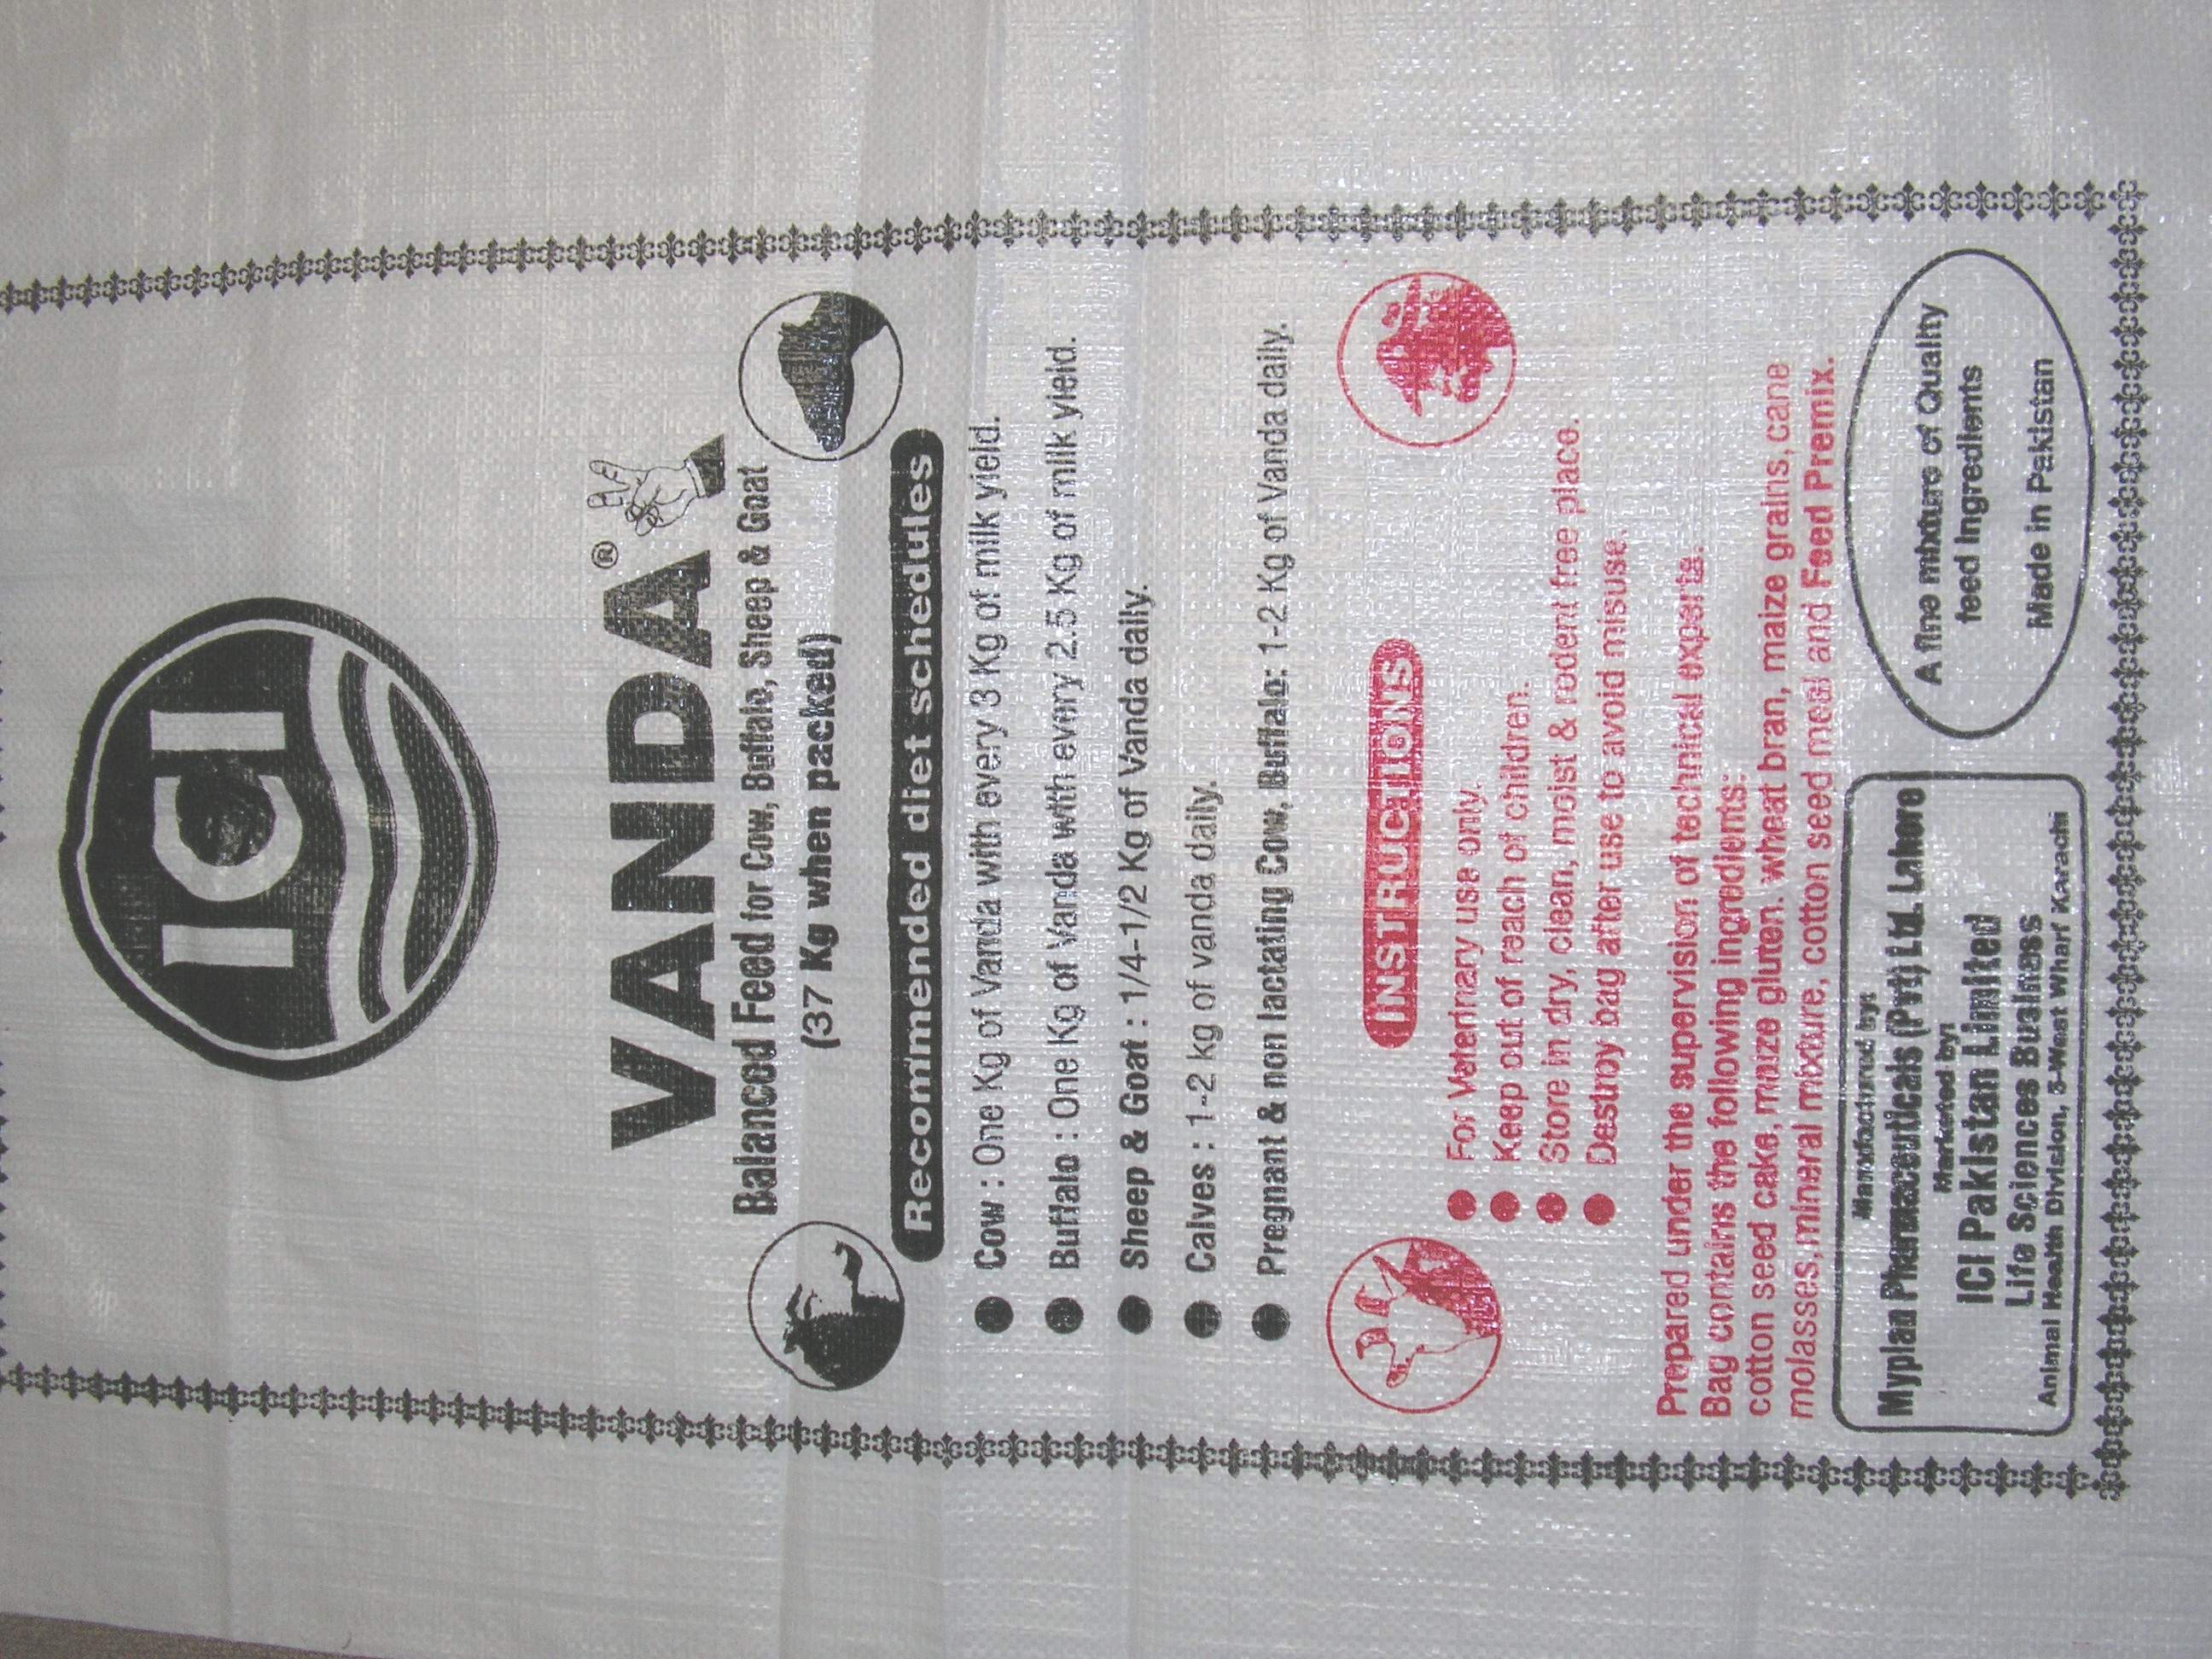 ICI
VANDA®
Balanced Feed for Cow, Buffalo, Sheep & Goat
(37 Kg when packed)
Recommended diet schedules
● Cow : One Kg of Vanda with every 3 Kg of milk yield.
● Buffalo : One Kg of Vanda with every 2.5 Kg of milk yield.
● Sheep & Goat : 1/4-1/2 Kg of Vanda daily.
● Calves : 1-2 kg of vanda daily.
● Pregnant & non lactating Cow, Buffalo: 1-2 Kg of Vanda daily.
INSTRUCTIONS
● For Veterinary use only.
● Keep out of reach of children.
● Store in dry, clean, moist & rodent free place.
● Destroy bag after use to avoid misuse.
Prepared under the supervision of technical experts.
Bag contains the following ingredients:
cotton seed cake, maize gluten. wheat bran, maize grains, cane
molasses, mineral mixture, cotton seed meal and Feed Premix.
Manufactured by:
Myplan Pharmaceuticals (Pvt) Ltd. Lahore
Marketed by:
ICI Pakistan Limited
Life Sciences Business
Animal Health Division, 5-West Wharf Karachi
A fine mixture of Quality
feed Ingredients
Made in Pakistan